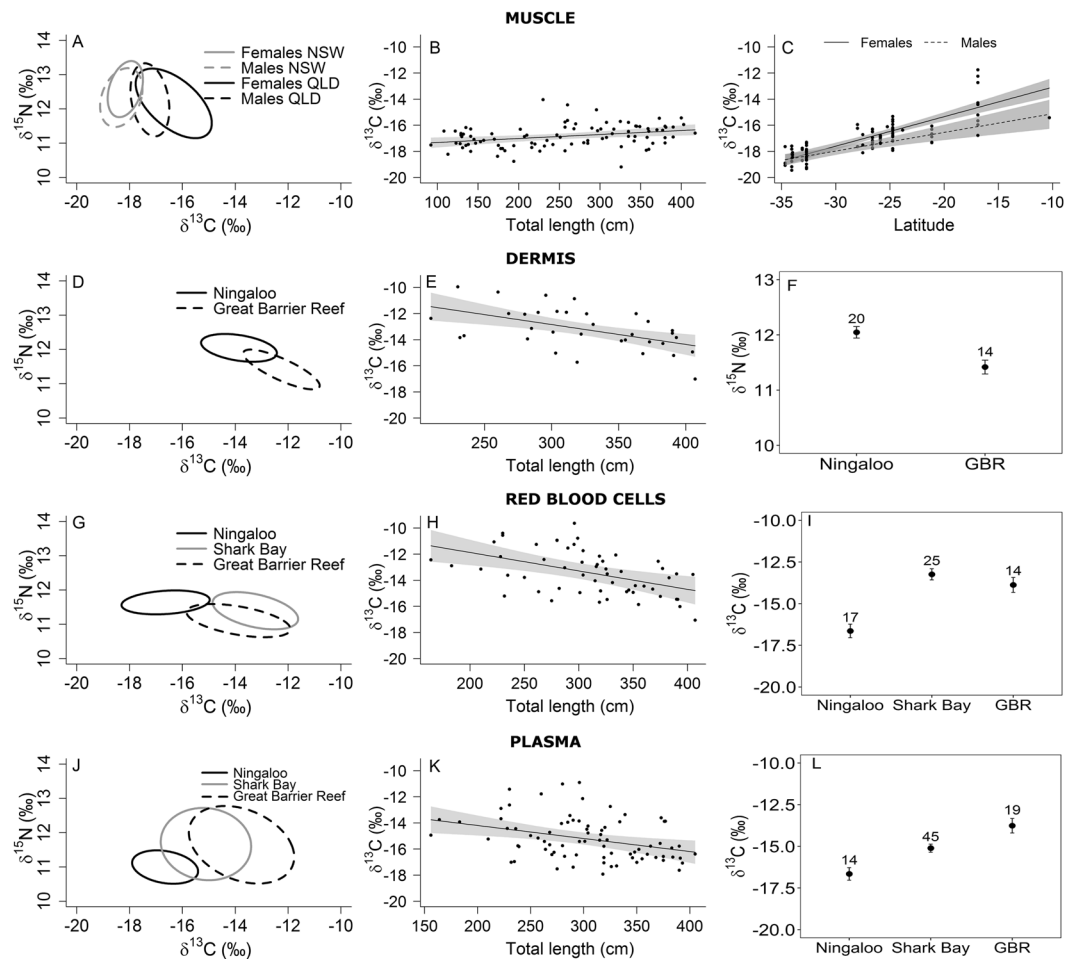 MUSCLE
A
Females NSW
Males NSW
Females QLD
Males QLD
δ15N (‰)
10 11 12 13 14
-20 -18 -16 -14 -12 -10
δ13C (‰)
B
δ13C (‰)
-10
-12
-14
-16
-18
-20
100 150 200 250 300 350 400
Total length (cm)
C
Females Males
δ13C (‰)
-10
-12
-14
-16
-18
-20
-35 -30 -25 -20 -15 -10
Latitude
DERMIS
D
Ningaloo
Great Barrier Reef
δ15N (‰)
10 11 12 13 14
-20 -18 -16 -14 -12 -10
δ13C (‰)
E
δ13C (‰)
-10
-12
-14
-16
-18
-20
250 300 350 400
Total length (cm)
F
δ15N (‰)
13
12
11
10
20
14
Ningaloo GBR
RED BLOOD CELLS
G
Ningaloo
Shark Bay
Great Barrier Reef
δ15N (‰)
10 11 12 13 14
-20 -18 -16 -14 -12 -10
δ13C (‰)
H
δ13C (‰)
-10
-12
-14
-16
-18
-20
200 250 300 350 400
Total length (cm)
I
δ13C (‰)
-10.0
-12.5
-15.0
-17.5
-20.0
17
25
14
Ningaloo Shark Bay GBR
PLASMA
J
Ningaloo
Shark Bay
Great Barrier Reef
δ15N (‰)
10 11 12 13 14
-20 -18 -16 -14 -12 -10
δ13C (‰)
K
δ13C (‰)
-10
-12
-14
-16
-18
-20
150 200 250 300 350 400
Total length (cm)
L
δ13C (‰)
-10.0
-12.5
-15.0
-17.5
-20.0
14
45
19
Ningaloo Shark Bay GBR